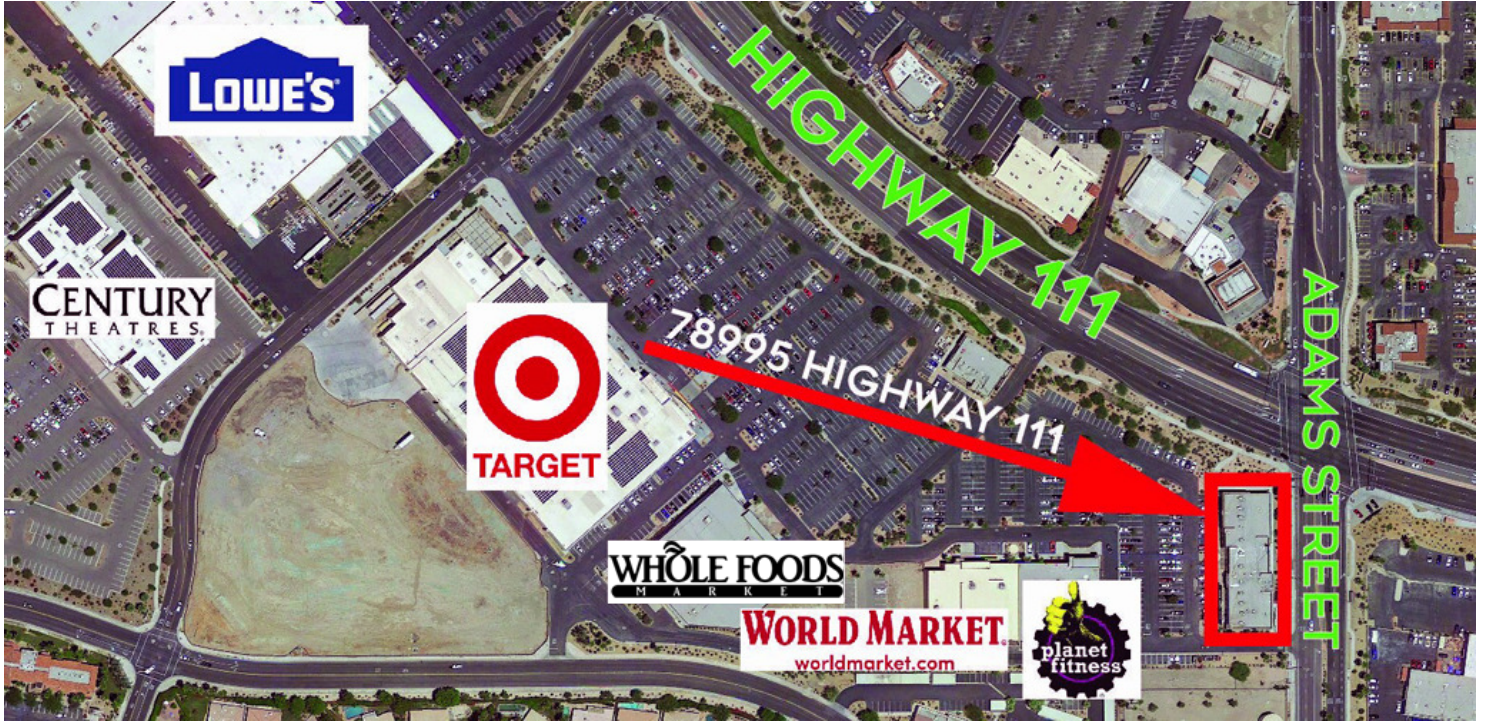 LOWE'S
HIGHWAY 111
CENTURY
THEATRES
ADAMS STREET
78995 HIGHWAY 111
TARGET
WHOLE FOODS
MARKET
WORLD MARKET
worldmarket.com
planet
fitness